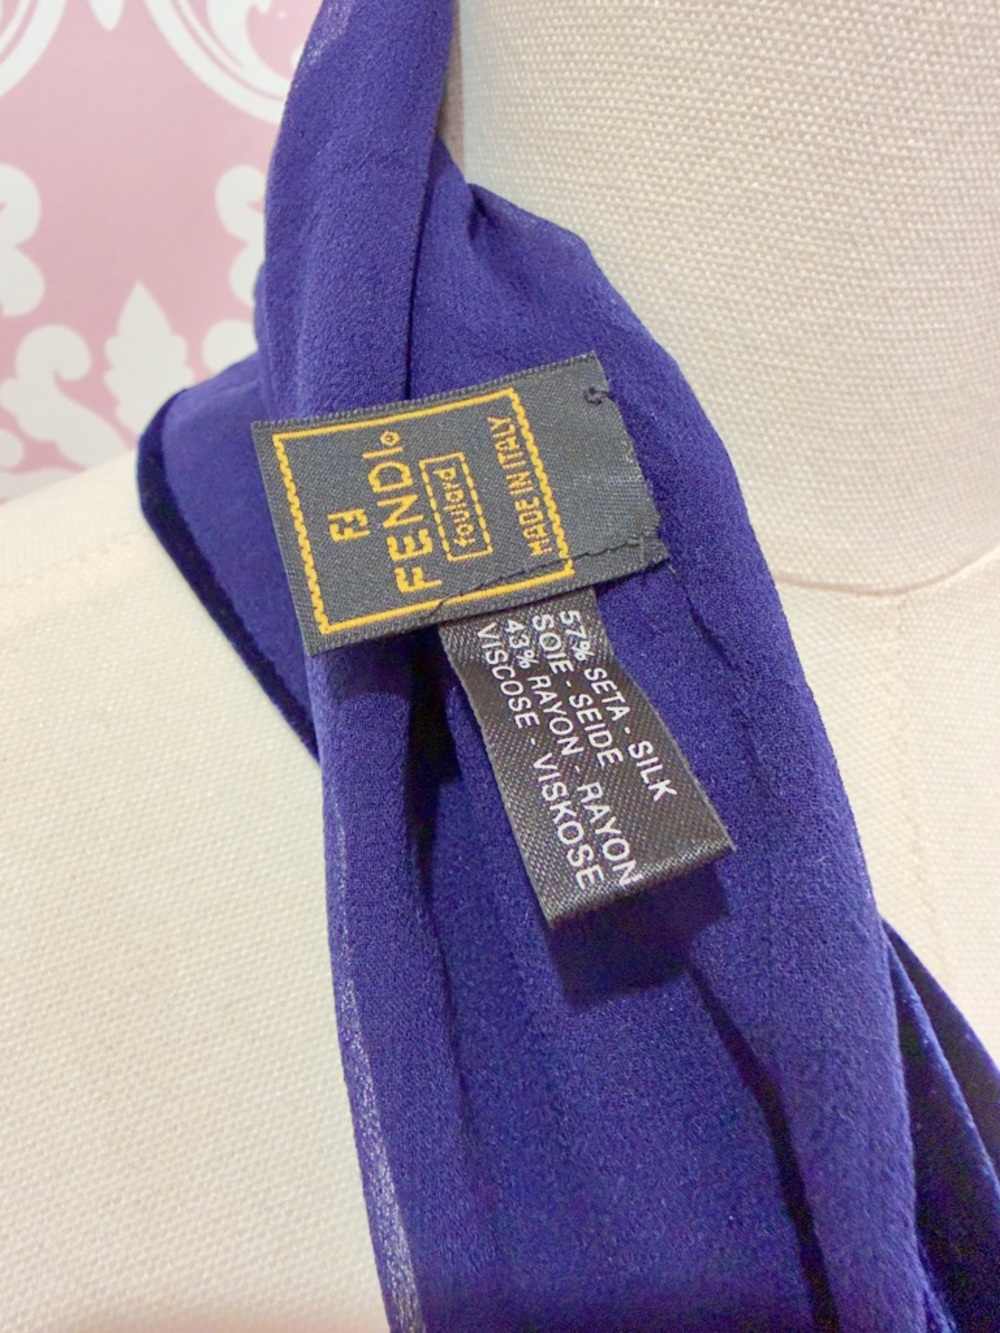 FF
FENDI®
foulard
MADE IN ITALY
57% SETA - SILK
SOIE - SEIDE
43% RAYON - RAYON
VISCOSE - VISKOSE